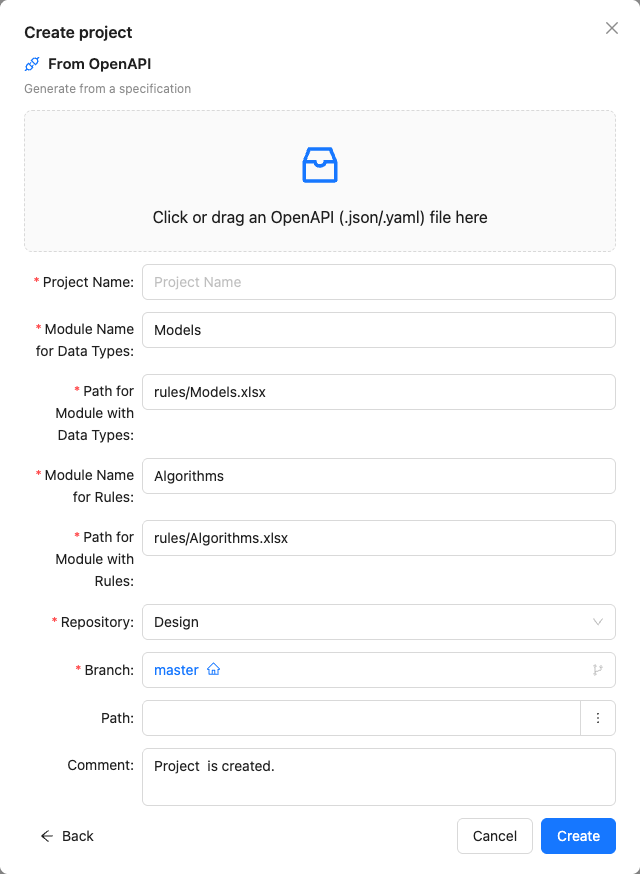 Create project
From OpenAPI
Generate from a specification
Click or drag an OpenAPI (.json/.yaml) file here
* Project Name: Project Name
* Module Name for Data Types: Models
* Path for Module with Data Types: rules/Models.xlsx
* Module Name for Rules: Algorithms
* Path for Module with Rules: rules/Algorithms.xlsx
* Repository: Design
* Branch: master
Path:
Comment: Project  is created.
Back
Cancel
Create